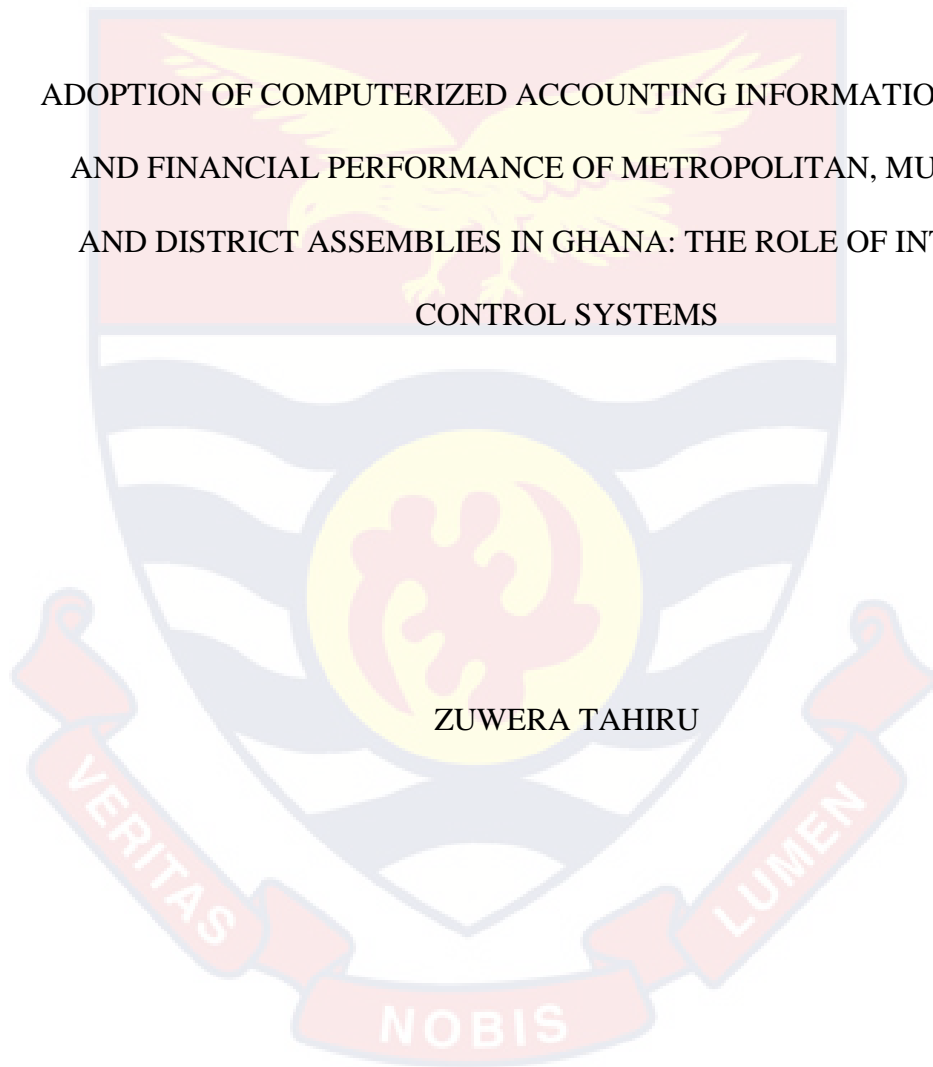 ADOPTION OF COMPUTERIZED ACCOUNTING INFORMATIO
AND FINANCIAL PERFORMANCE OF METROPOLITAN, MU
AND DISTRICT ASSEMBLIES IN GHANA: THE ROLE OF IN
CONTROL SYSTEMS
ZUWERA TAHIRU
VERITAS
NOBIS
LUMEN